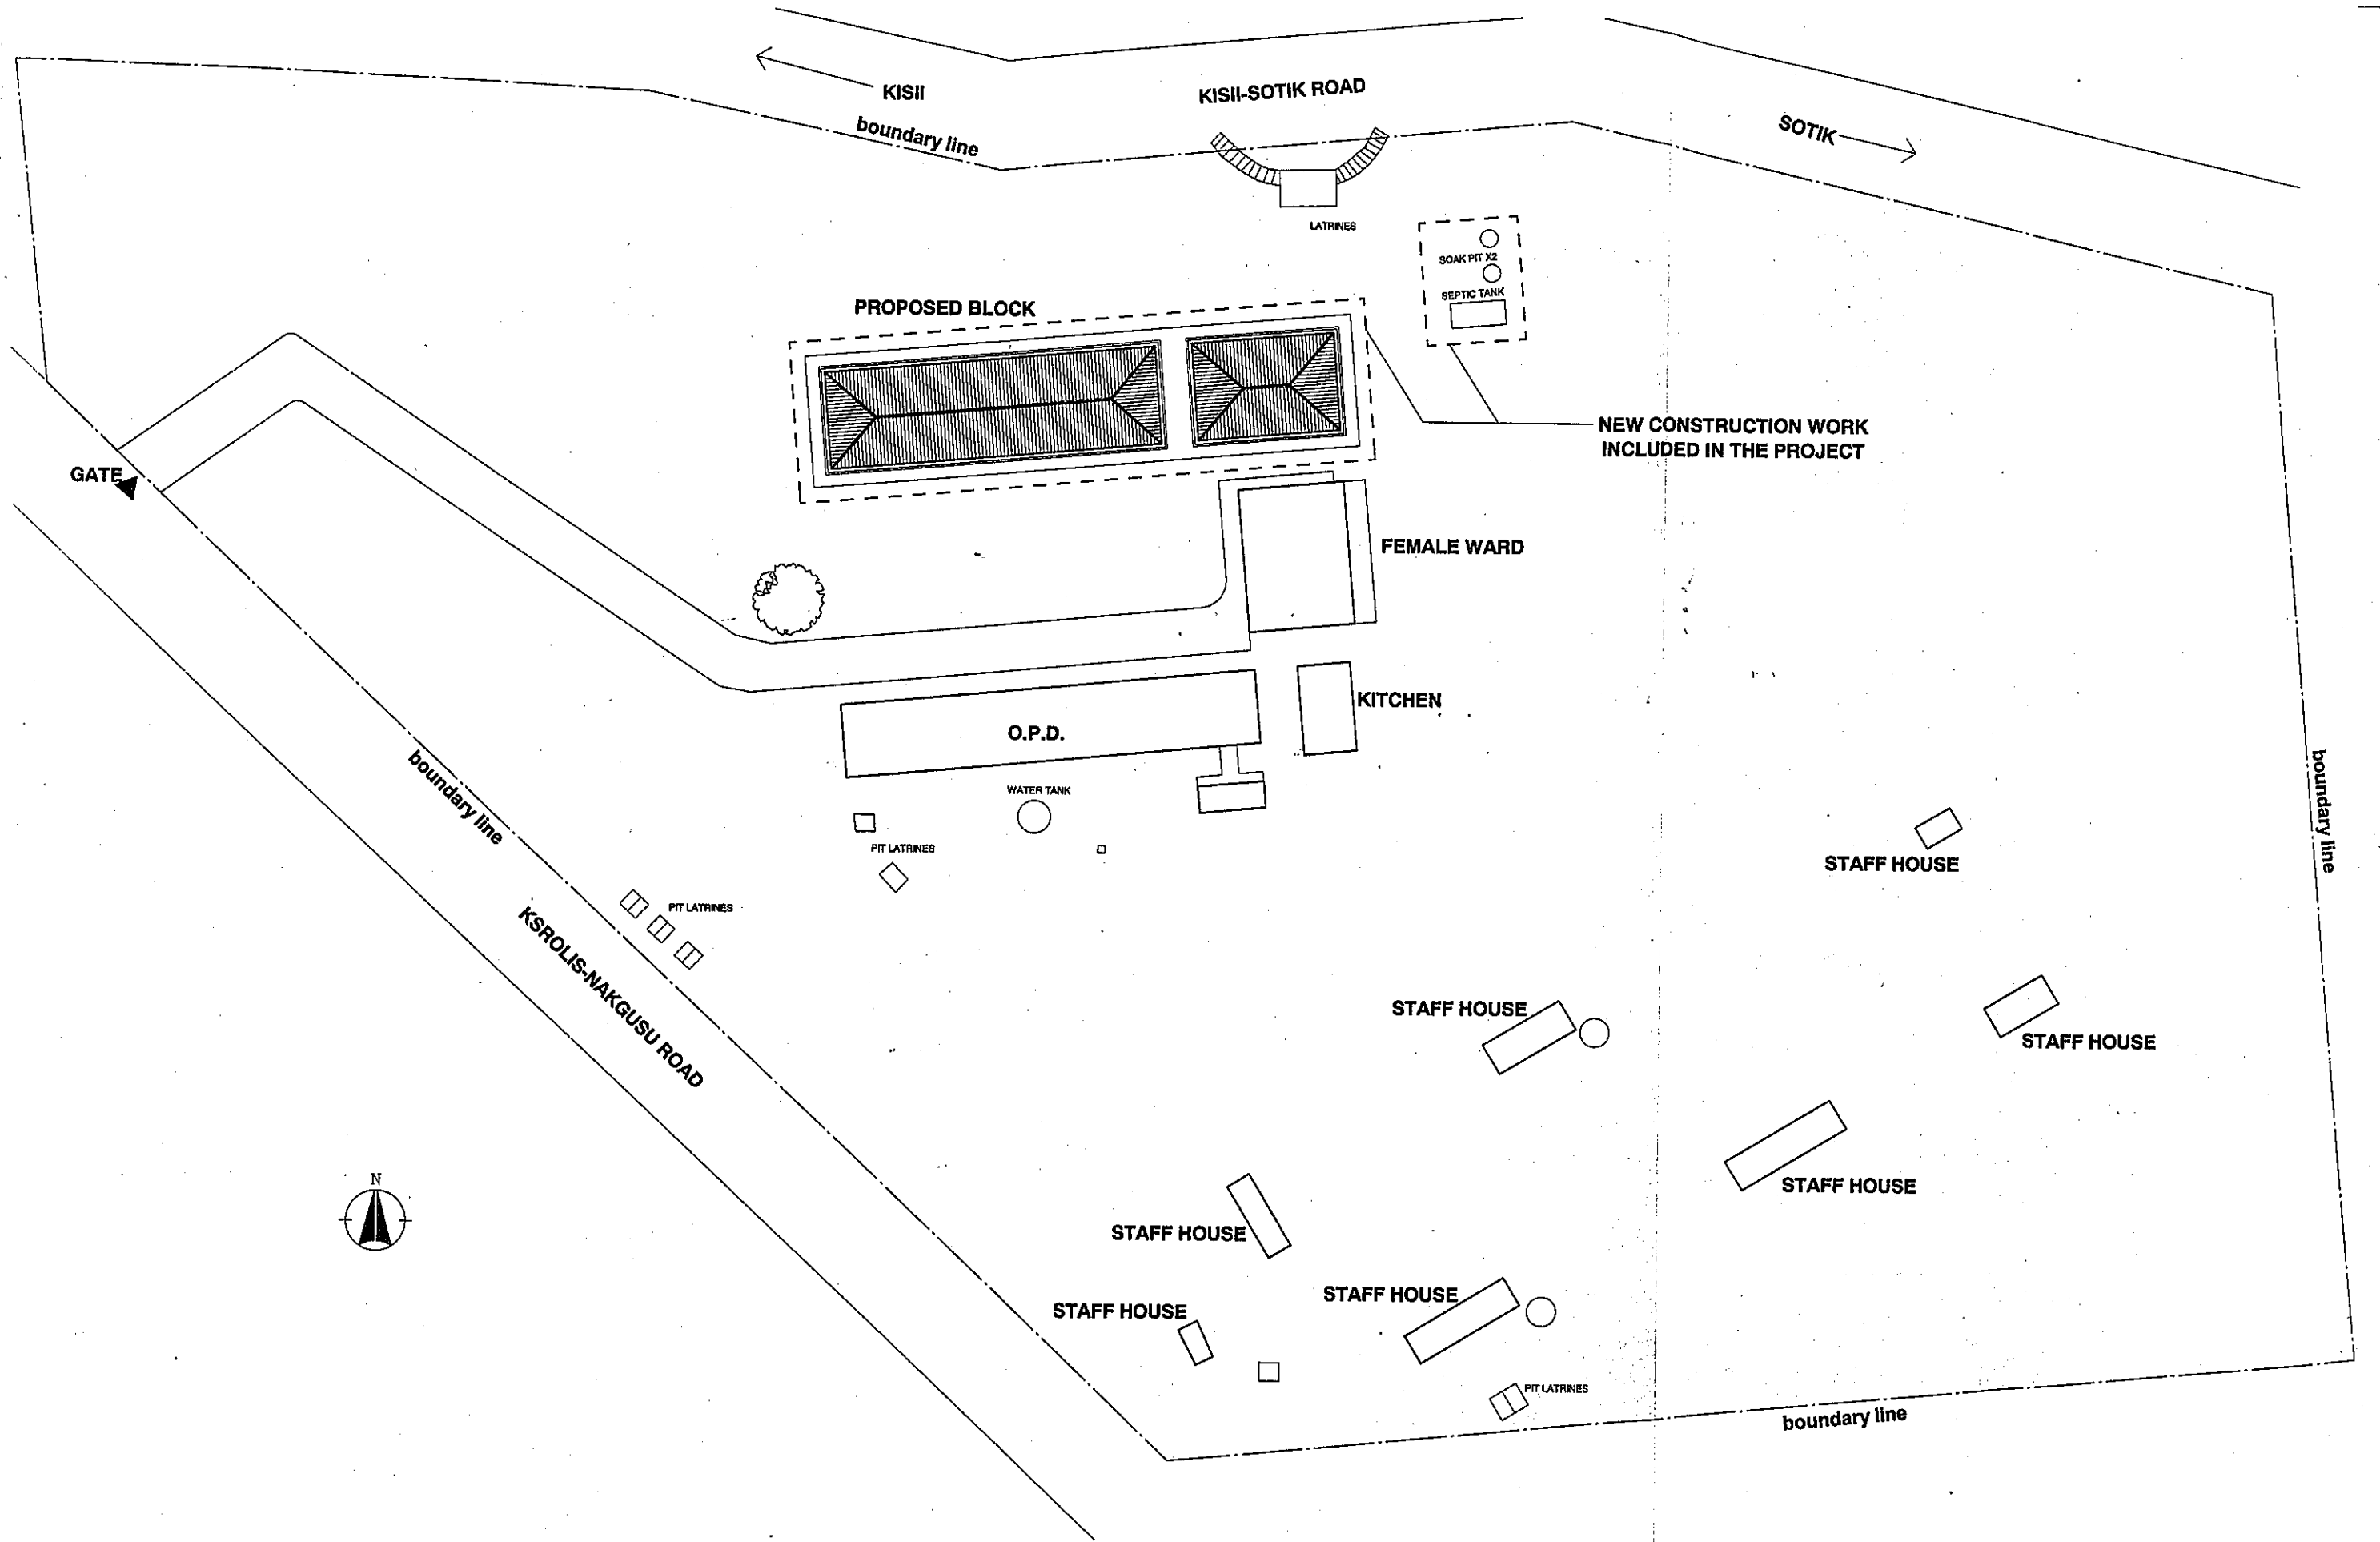 KISII
KISII-SOTIK ROAD
boundary line
SOTIK
LATRINES
SOAK PIT X2
SEPTIC TANK
PROPOSED BLOCK
NEW CONSTRUCTION WORK
INCLUDED IN THE PROJECT
GATE
FEMALE WARD
KITCHEN
O.P.D.
boundary line
WATER TANK
PIT LATRINES
boundary line
STAFF HOUSE
PIT LATRINES
KSROLIS-NAKGUSU ROAD
STAFF HOUSE
STAFF HOUSE
N
STAFF HOUSE
STAFF HOUSE
STAFF HOUSE
STAFF HOUSE
PIT LATRINES
boundary line